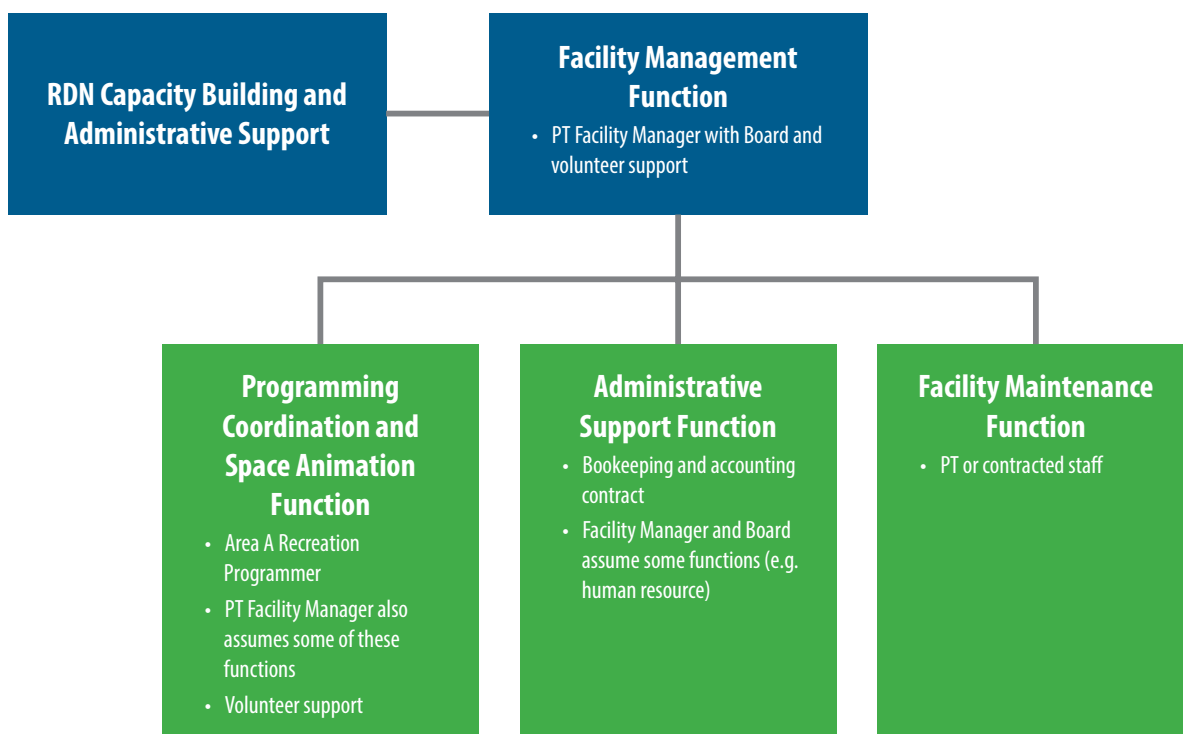 RDN Capacity Building and
Administrative Support
Facility Management
Function
• PT Facility Manager with Board and
volunteer support
Programming
Coordination and
Space Animation
Function
• Area A Recreation
Programmer
• PT Facility Manager also
assumes some of these
functions
• Volunteer support
Administrative
Support Function
• Bookeeping and accounting
contract
• Facility Manager and Board
assume some functions (e.g.
human resource)
Facility Maintenance
Function
• PT or contracted staff